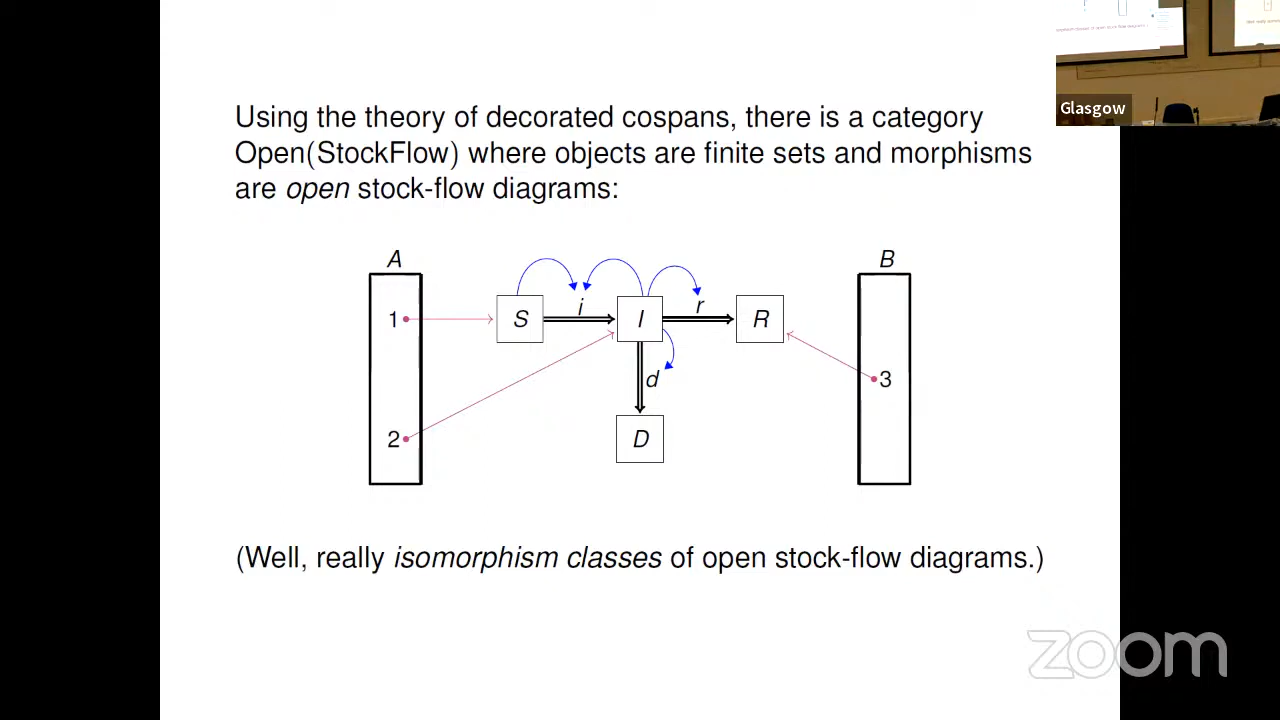 Using the theory of decorated cospans, there is a category
Open(StockFlow) where objects are finite sets and morphisms
are open stock-flow diagrams:
A
B
1
S
i
I
r
R
d
3
2
D
(Well, really isomorphism classes of open stock-flow diagrams.)
Glasgow
zoom